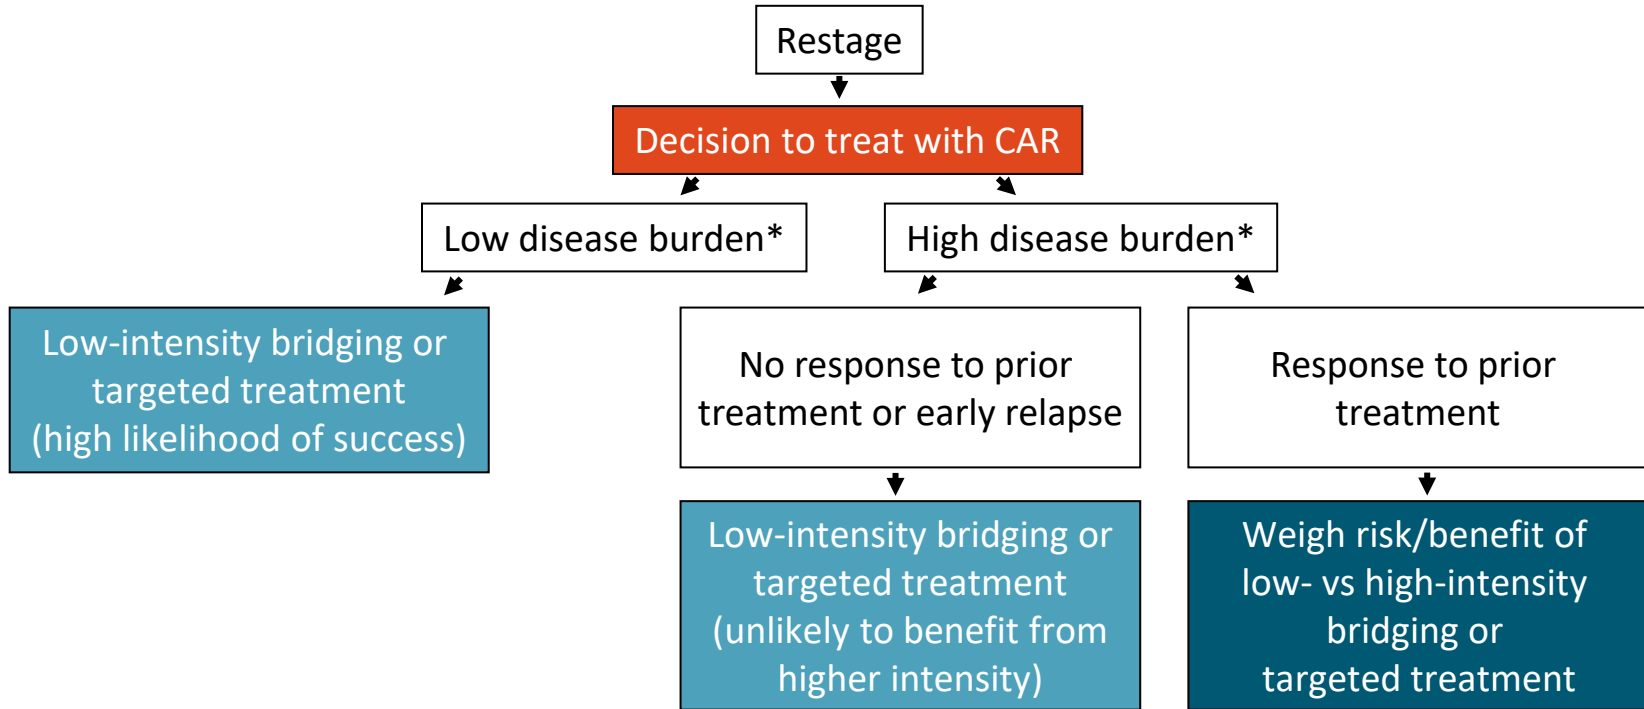 Restage
Decision to treat with CAR
Low disease burden*
High disease burden*
Low-intensity bridging or
targeted treatment
(high likelihood of success)
No response to prior
treatment or early relapse
Response to prior
treatment
Low-intensity bridging or
targeted treatment
(unlikely to benefit from
higher intensity)
Weigh risk/benefit of
low- vs high-intensity
bridging or
targeted treatment